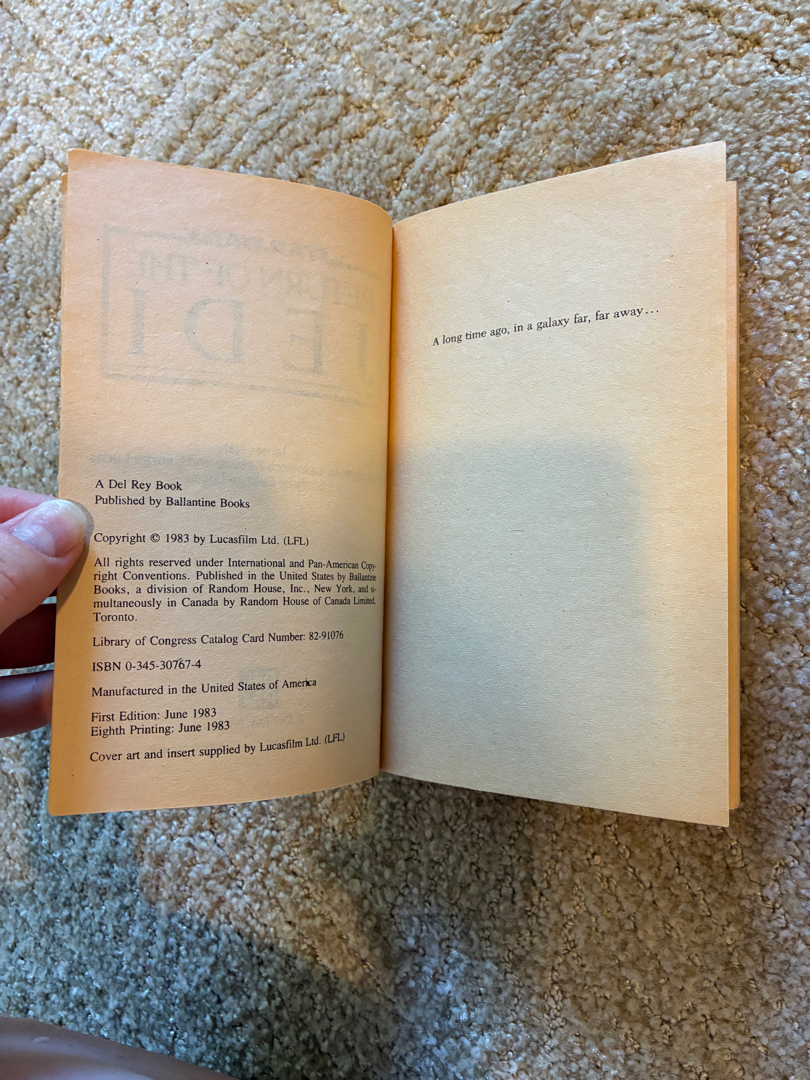 A Del Rey Book
Published by Ballantine Books
Copyright © 1983 by Lucasfilm Ltd. (LFL)
All rights reserved under International and Pan-American Copy-
right Conventions. Published in the United States by Ballantine
Books, a division of Random House, Inc., New York, and si-
multaneously in Canada by Random House of Canada Limited,
Toronto.
Library of Congress Catalog Card Number: 82-91076
ISBN 0-345-30767-4
Manufactured in the United States of America
First Edition: June 1983
Eighth Printing: June 1983
Cover art and insert supplied by Lucasfilm Ltd. (LFL)
A long time ago, in a galaxy far, far away...